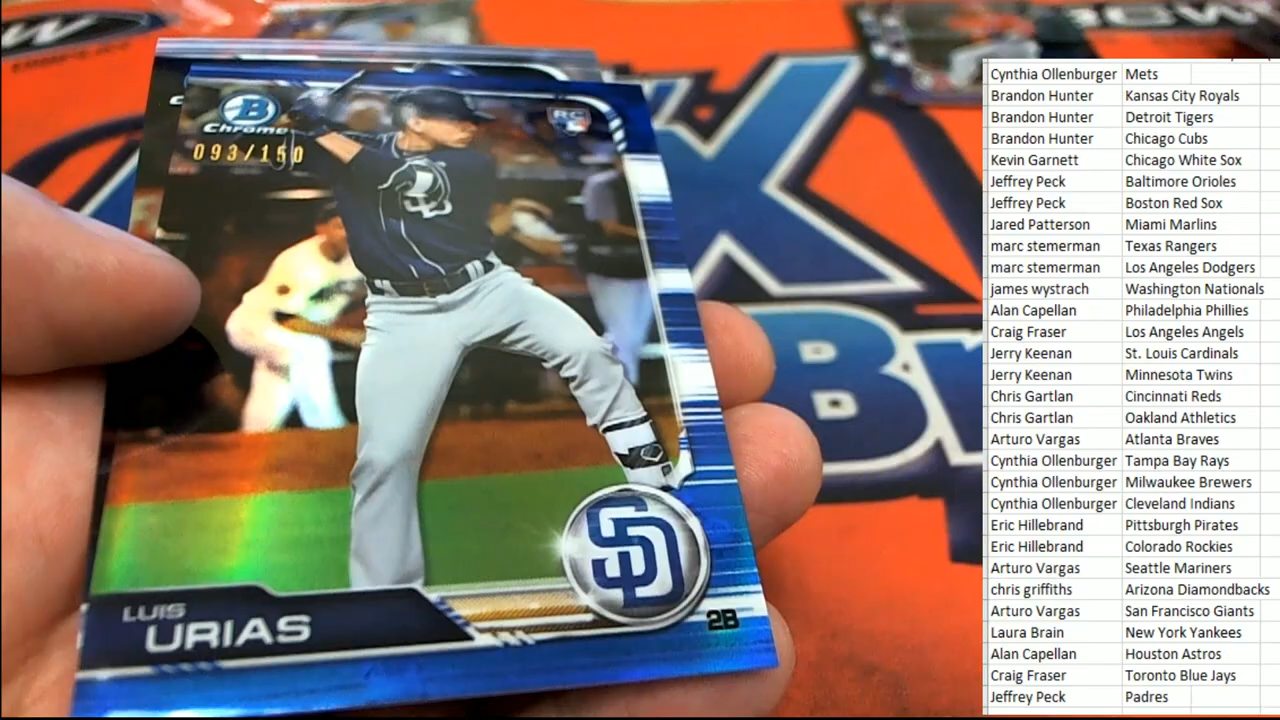 B
Chrome
093/150
RC
SD
LUIS
URIAS
2B
Cynthia Ollenburger Mets
Brandon Hunter Kansas City Royals
Brandon Hunter Detroit Tigers
Brandon Hunter Chicago Cubs
Kevin Garnett Chicago White Sox
Jeffrey Peck Baltimore Orioles
Jeffrey Peck Boston Red Sox
Jared Patterson Miami Marlins
marc stemerman Texas Rangers
marc stemerman Los Angeles Dodgers
james wystrach Washington Nationals
Alan Capellan Philadelphia Phillies
Craig Fraser Los Angeles Angels
Jerry Keenan St. Louis Cardinals
Jerry Keenan Minnesota Twins
Chris Gartlan Cincinnati Reds
Chris Gartlan Oakland Athletics
Arturo Vargas Atlanta Braves
Cynthia Ollenburger Tampa Bay Rays
Cynthia Ollenburger Milwaukee Brewers
Cynthia Ollenburger Cleveland Indians
Eric Hillebrand Pittsburgh Pirates
Eric Hillebrand Colorado Rockies
Arturo Vargas Seattle Mariners
chris griffiths Arizona Diamondbacks
Arturo Vargas San Francisco Giants
Laura Brain New York Yankees
Alan Capellan Houston Astros
Craig Fraser Toronto Blue Jays
Jeffrey Peck Padres